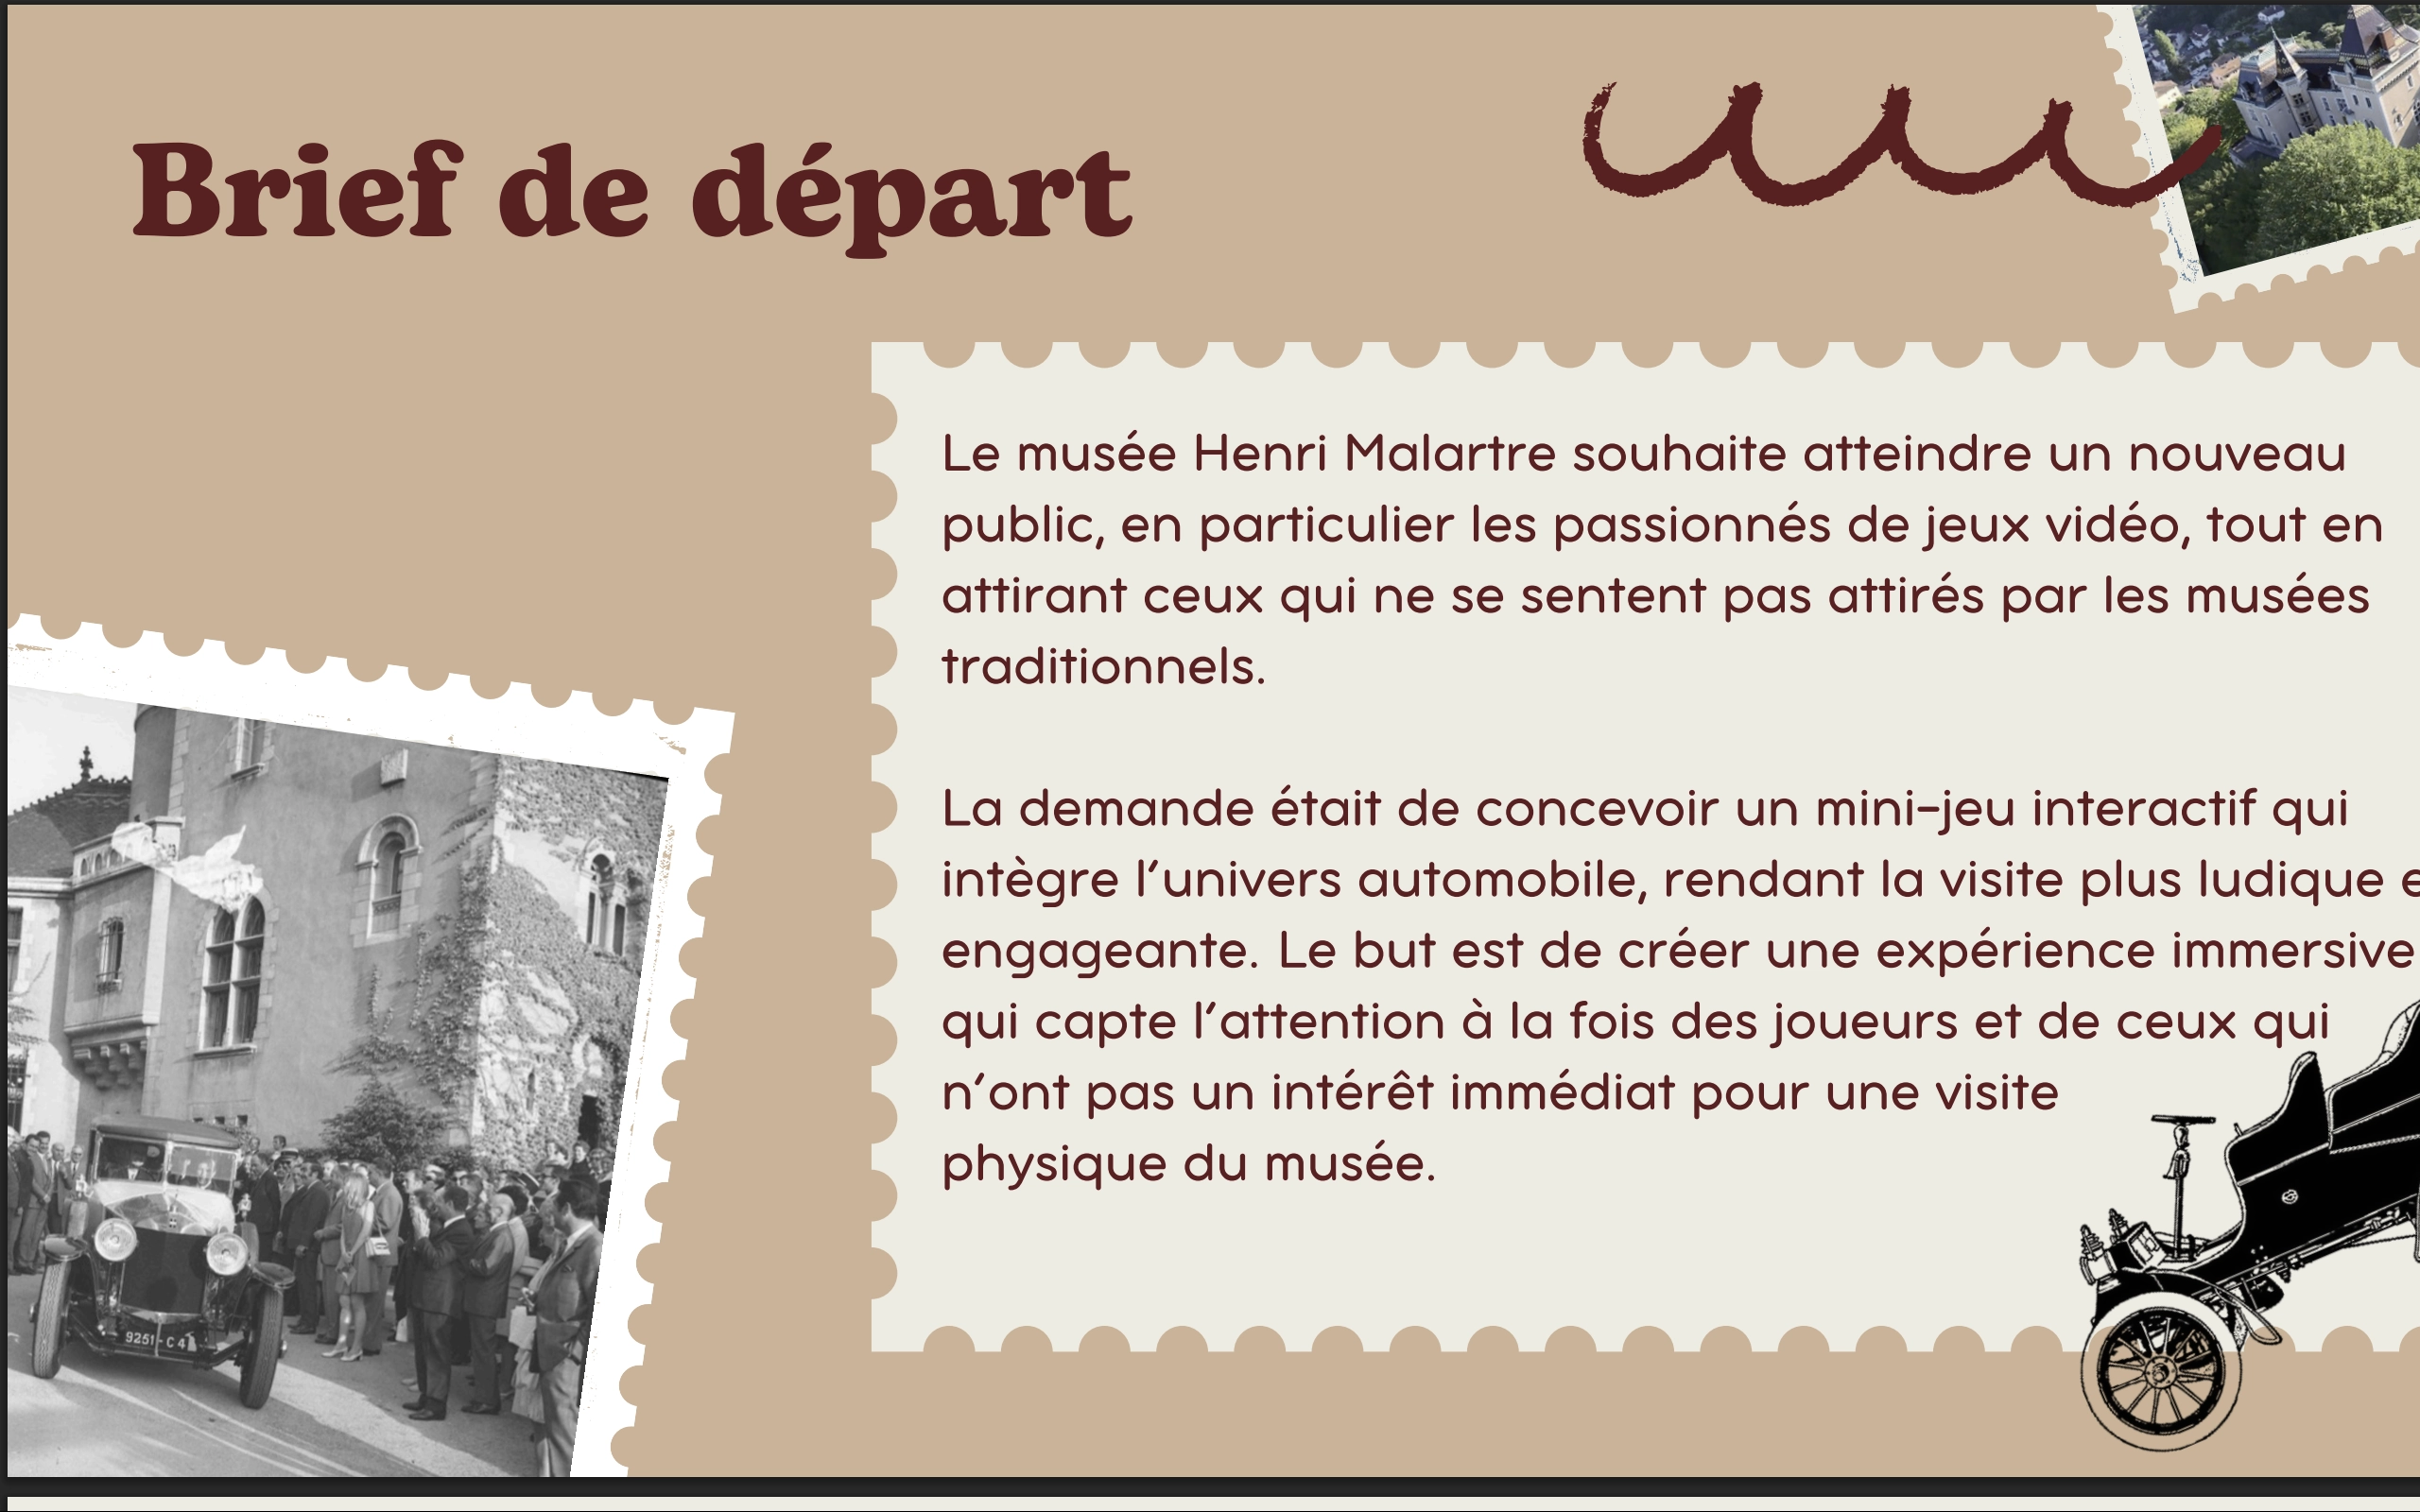 Brief de départ
Le musée Henri Malartre souhaite atteindre un nouveau
public, en particulier les passionnés de jeux vidéo, tout en
attirant ceux qui ne se sentent pas attirés par les musées
traditionnels.
La demande était de concevoir un mini-jeu interactif qui
intègre l’univers automobile, rendant la visite plus ludique
engageante. Le but est de créer une expérience immersive
qui capte l’attention à la fois des joueurs et de ceux qui
n’ont pas un intérêt immédiat pour une visite
physique du musée.
9251-C4